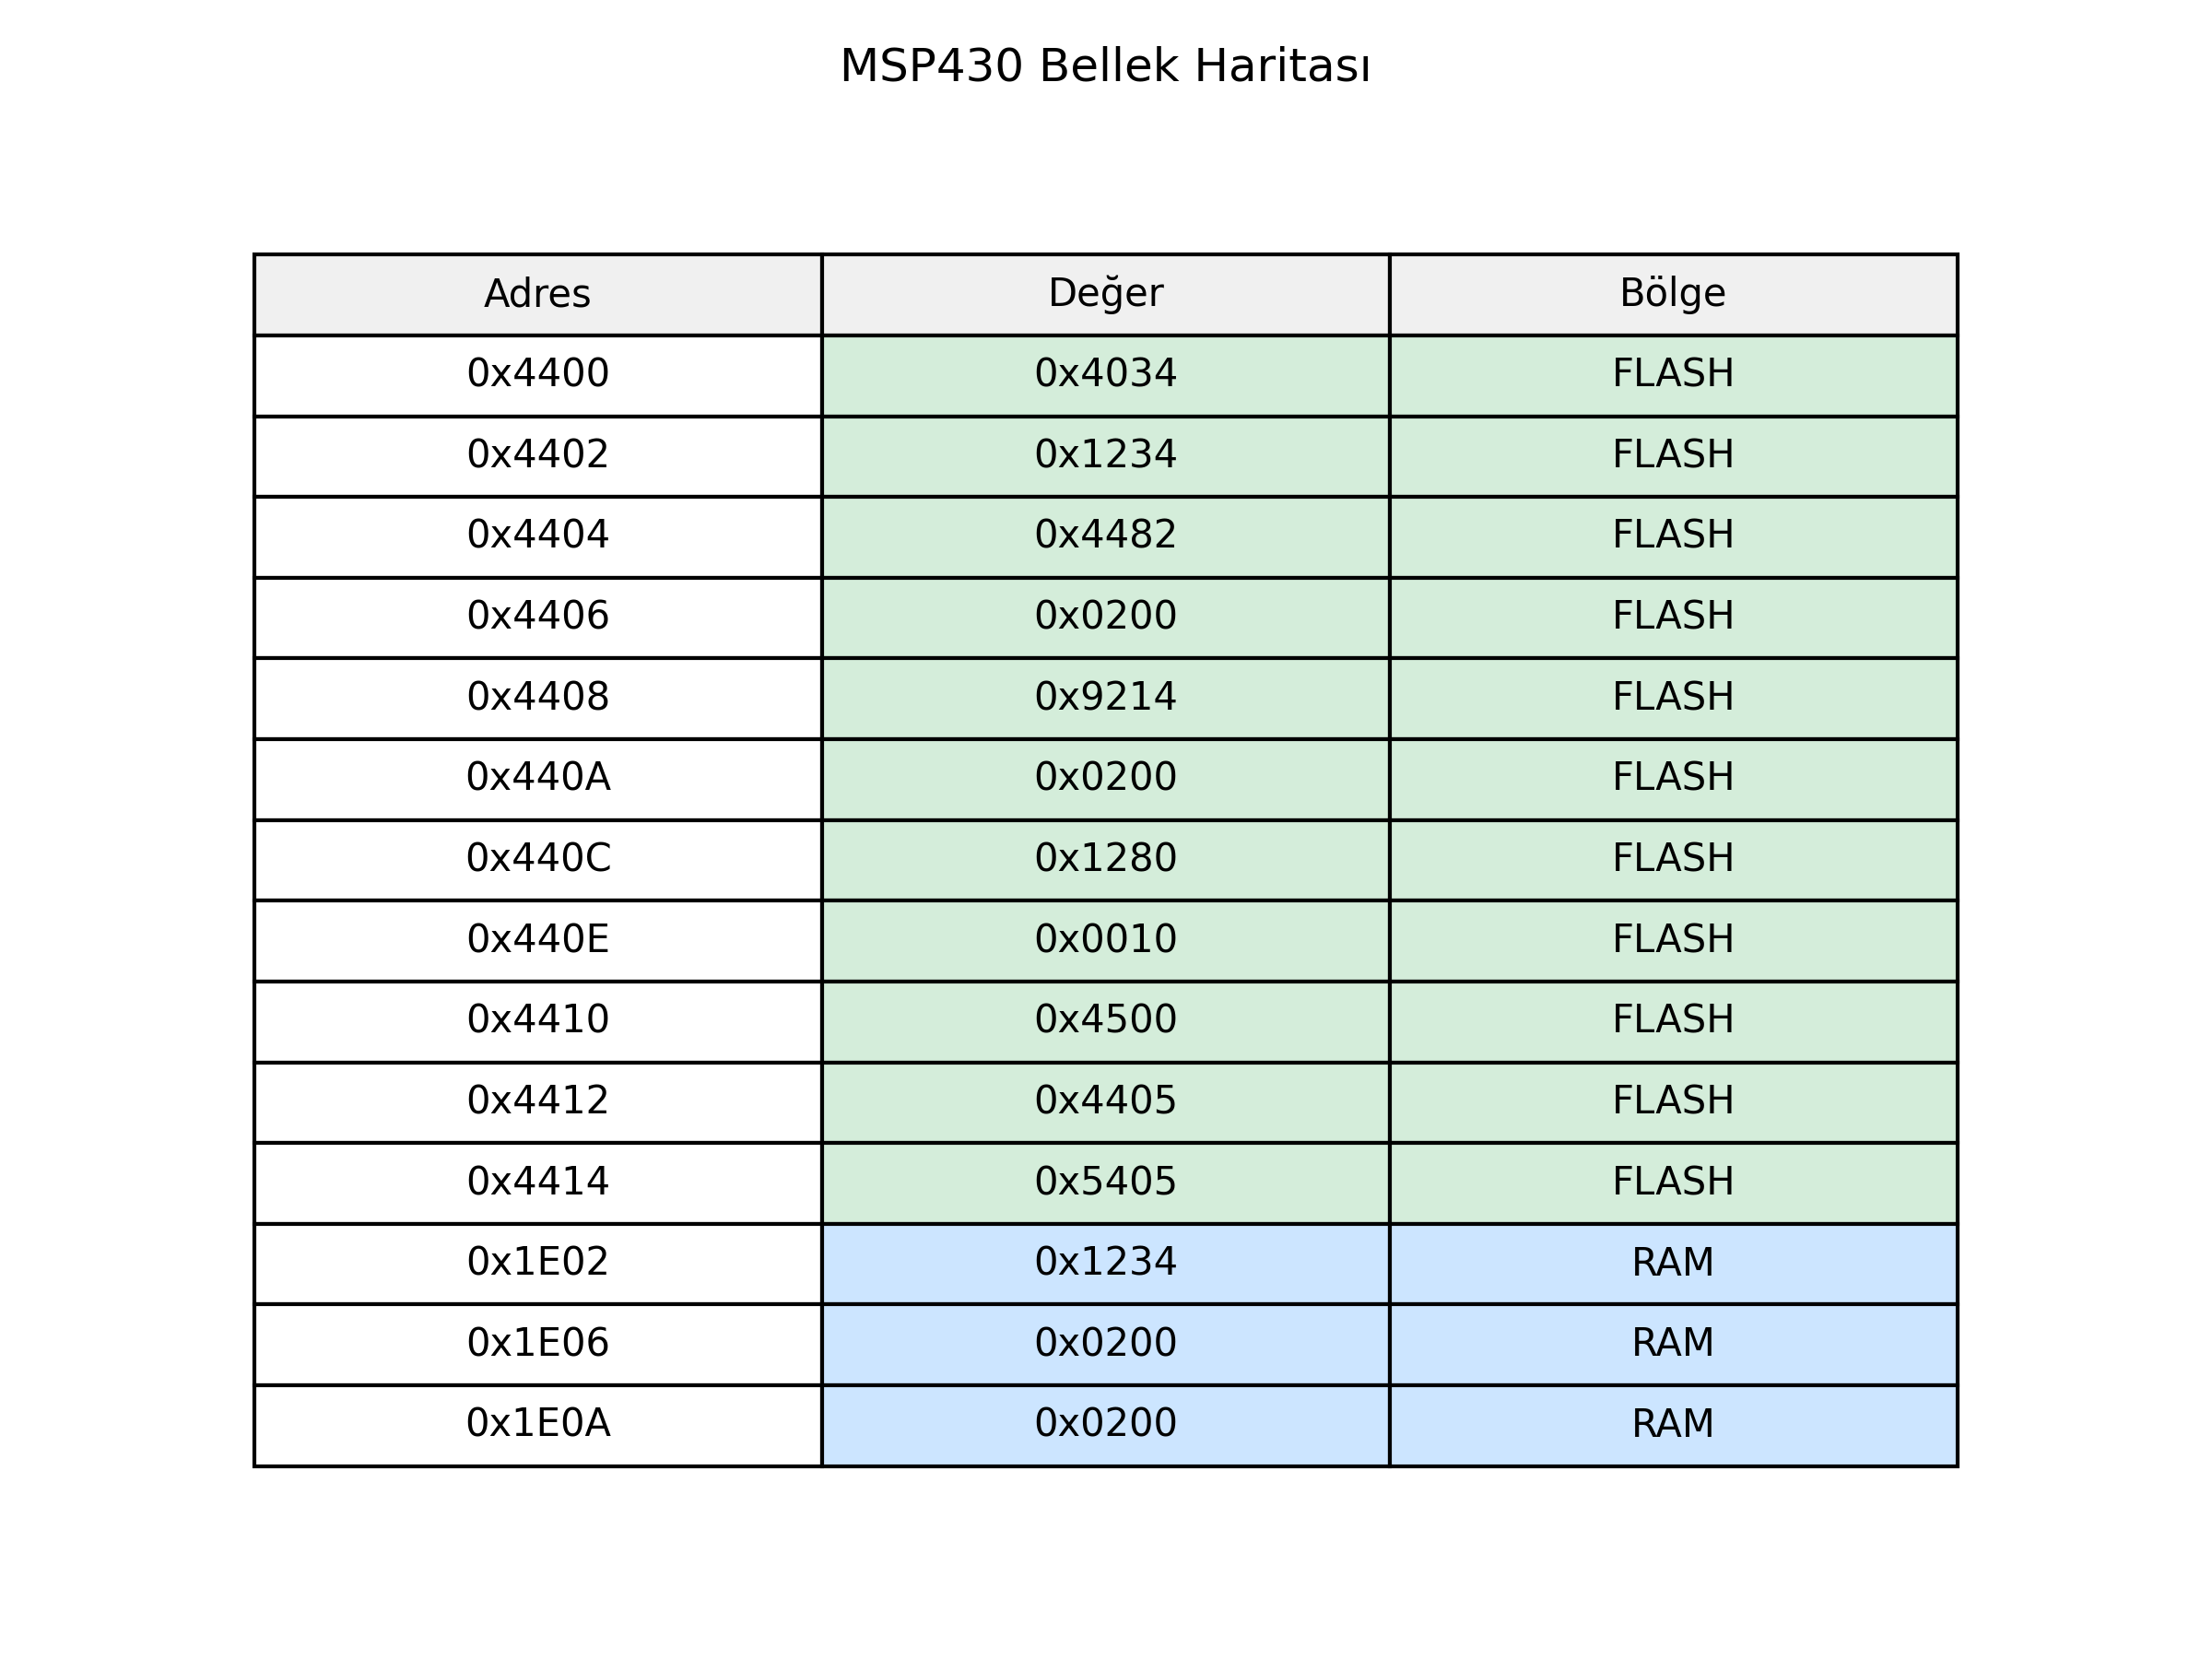 MSP430 Bellek Haritası
Adres Değer Bölge
0x4400 0x4034 FLASH
0x4402 0x1234 FLASH
0x4404 0x4482 FLASH
0x4406 0x0200 FLASH
0x4408 0x9214 FLASH
0x440A 0x0200 FLASH
0x440C 0x1280 FLASH
0x440E 0x0010 FLASH
0x4410 0x4500 FLASH
0x4412 0x4405 FLASH
0x4414 0x5405 FLASH
0x1E02 0x1234 RAM
0x1E06 0x0200 RAM
0x1E0A 0x0200 RAM